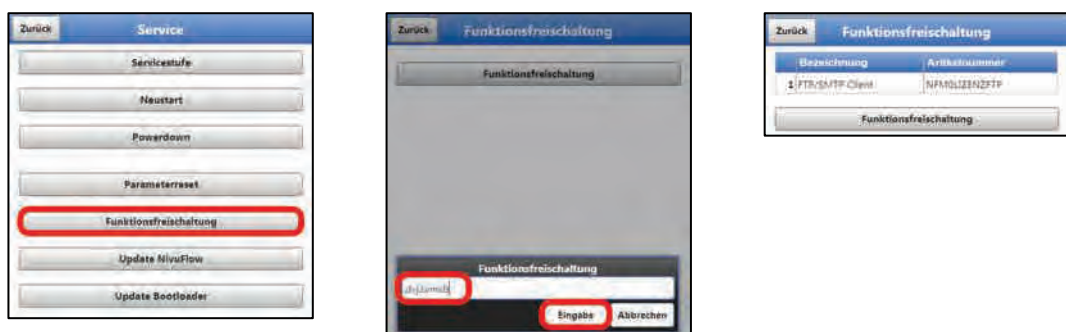 Zurück Service
Servicestufe
Neustart
Powerdown
Parameterreset
Funktionsfreischaltung
Update NivuFlow
Update Bootloader
Zurück Funktionsfreischaltung
Funktionsfreischaltung
Funktionsfreischaltung
Eingabe Abbrechen
Zurück Funktionsfreischaltung
Bezeichnung Artikelnummer
1 FTP/SMTP Client NFM0LIZENZFTP
Funktionsfreischaltung